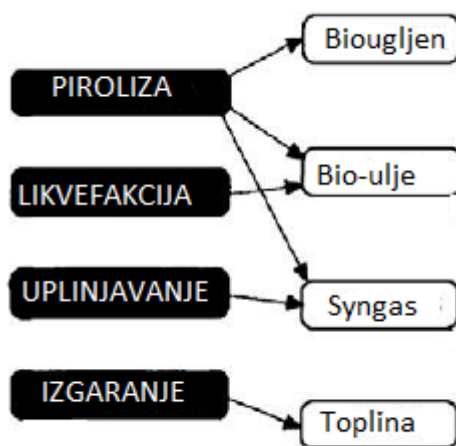 PIROLIZA
LIKVEFAKCIJA
UPLINJAVANJE
IZGARANJE
Biougljen
Bio-ulje
Syngas
Toplina